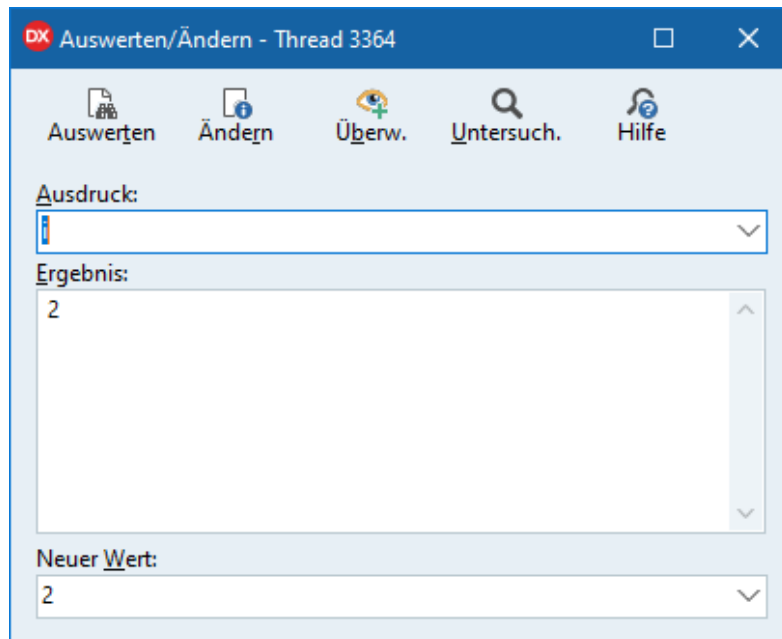 DX Auswerten/Ändern - Thread 3364
Auswerten Ändern Überw. Untersuch. Hilfe
Ausdruck:
i
Ergebnis:
2
Neuer Wert:
2